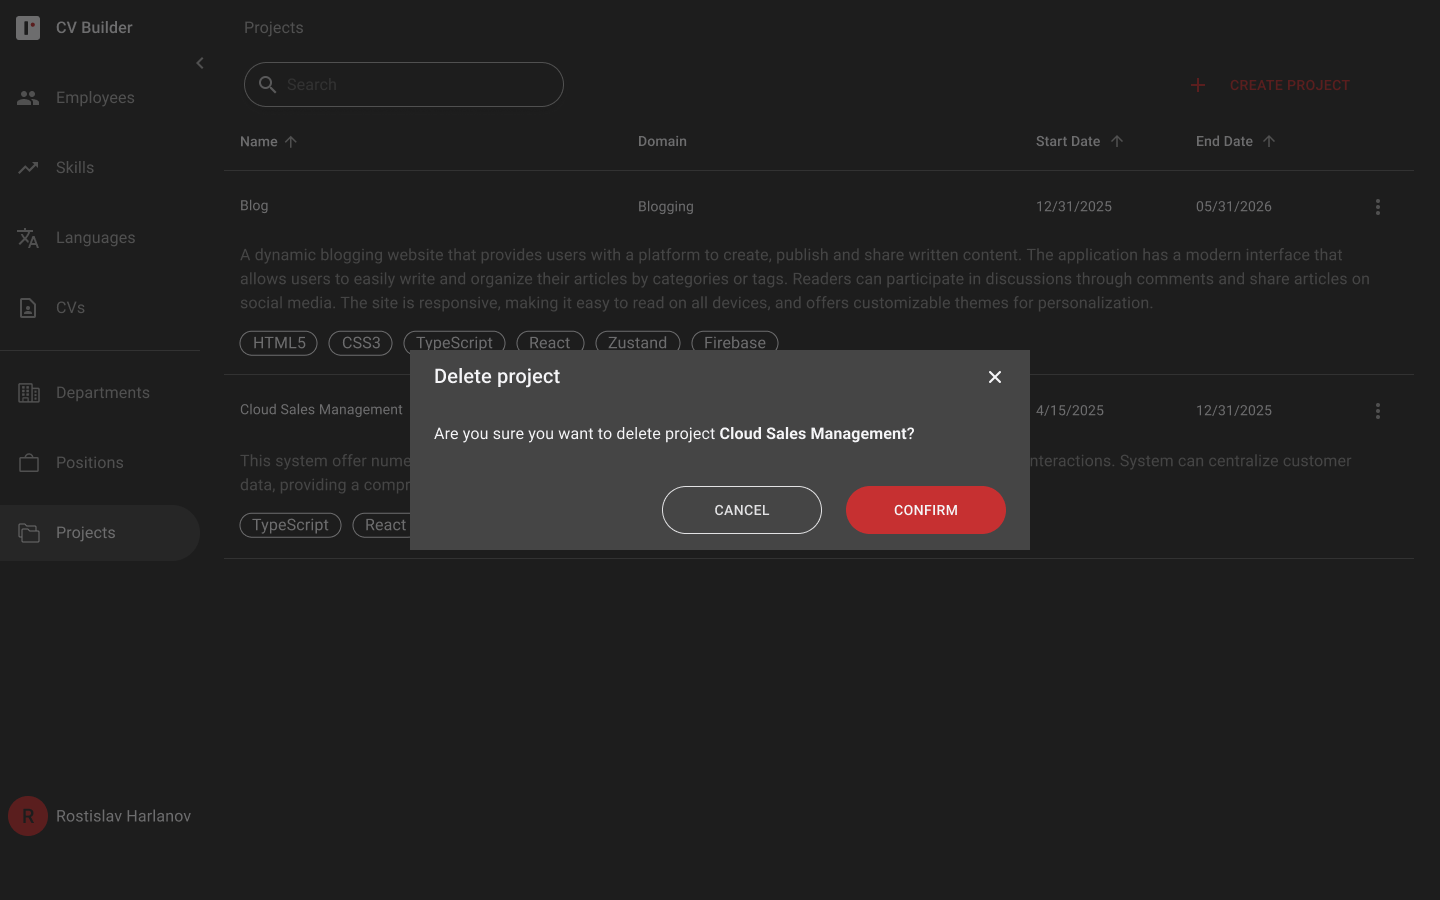 CV Builder
Employees
Skills
Languages
CVs
Departments
Positions
Projects
R
Rostislav Harlanov
Projects
Search
CREATE PROJECT
Name
Domain
Start Date
End Date
Blog
Blogging
12/31/2025
05/31/2026
A dynamic blogging website that provides users with a platform to create, publish and share written content. The application has a modern interface that
allows users to easily write and organize their articles by categories or tags. Readers can participate in discussions through comments and share articles on
social media. The site is responsive, making it easy to read on all devices, and offers customizable themes for personalization.
HTML5
CSS3
TypeScript
React
Zustand
Firebase
Cloud Sales Management
4/15/2025
12/31/2025
This system offer
System can centralize customer
data, providing a
TypeScript
React
Delete project
Are you sure you want to delete project Cloud Sales Management?
CANCEL
CONFIRM